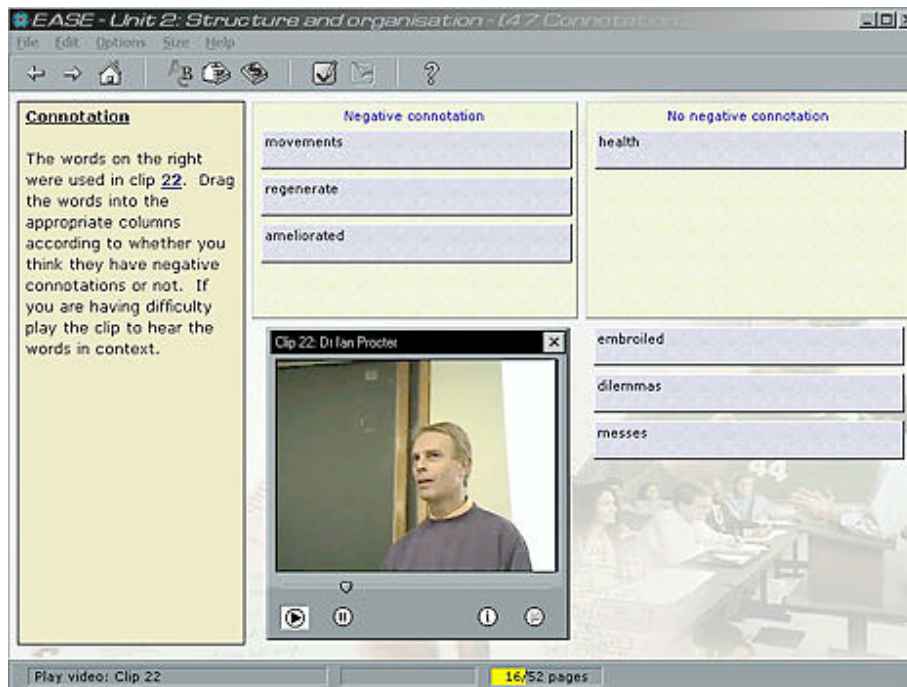 EASE - Unit 2: Structure and organisation - [47 Connotation
File Edit Options Size Help
Connotation
The words on the right
were used in clip 22. Drag
the words into the
appropriate columns
according to whether you
think they have negative
connotations or not. If
you are having difficulty
play the clip to hear the
words in context.
Negative connotation
movements
regenerate
ameliorated
No negative connotation
health
embroiled
dilemmas
messes
Clip 22: Dr Ian Procter
44
Play video: Clip 22
16/52 pages